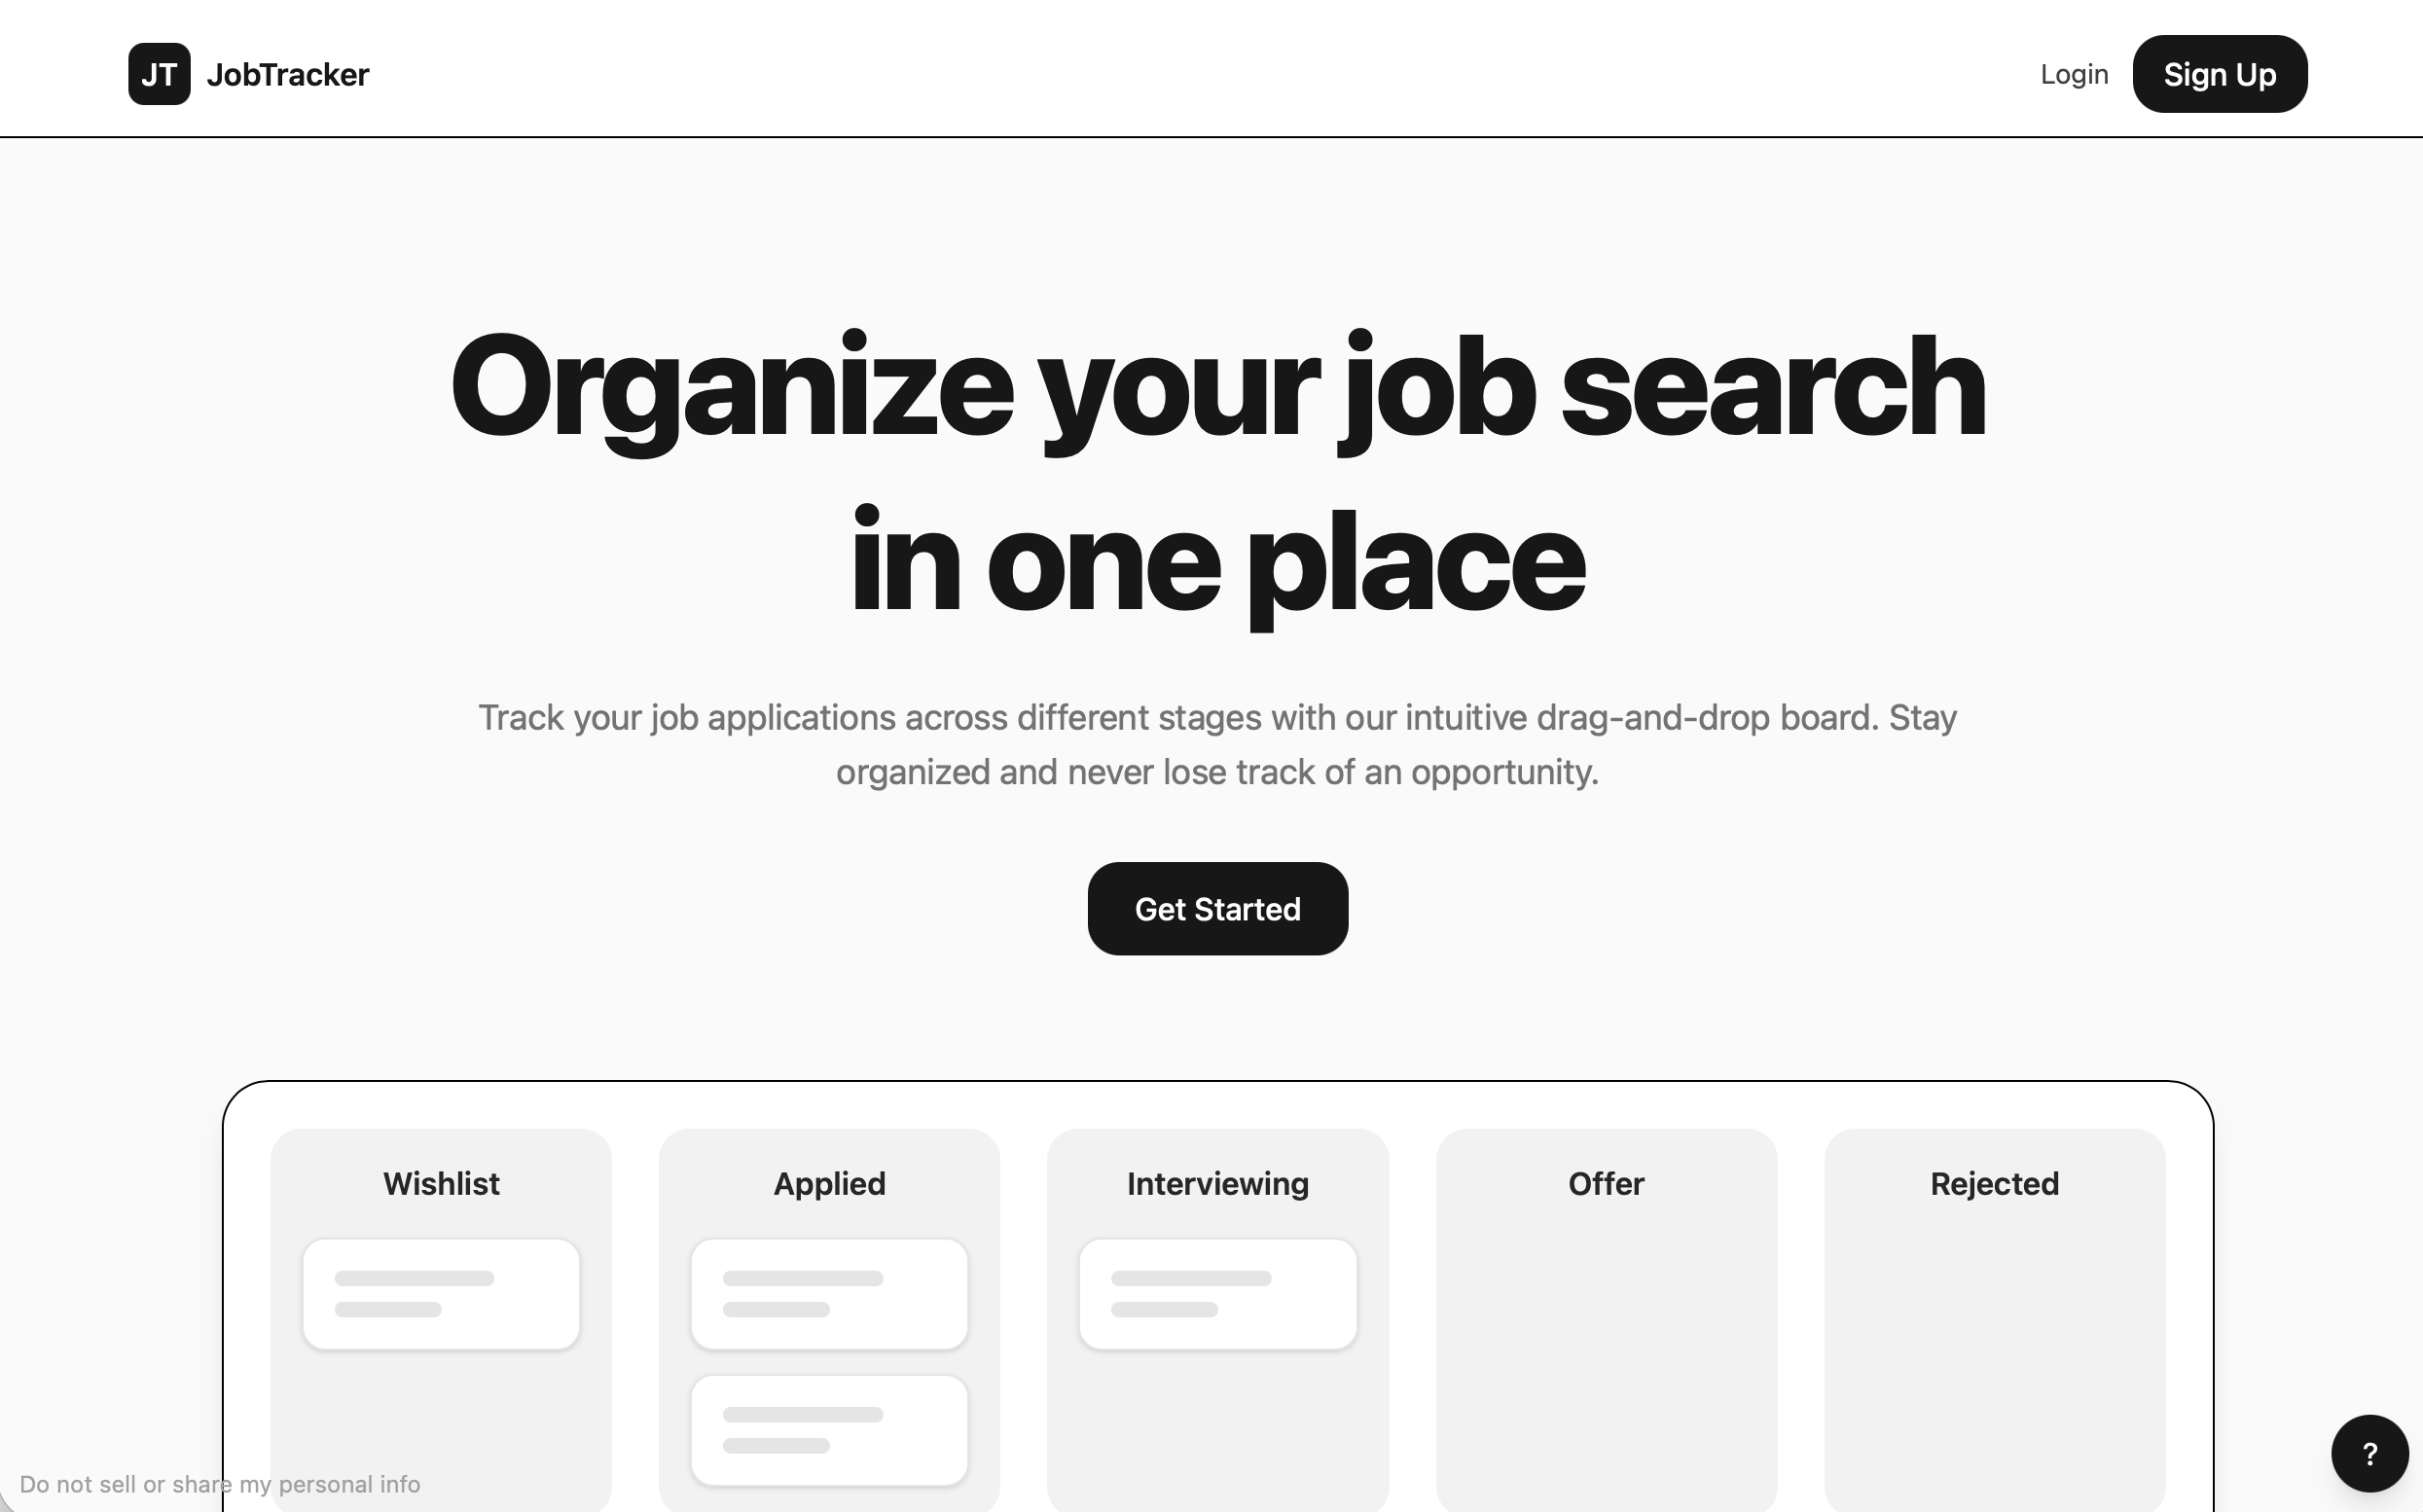 JT JobTracker
Login
Sign Up
Organize your job search
in one place
Track your job applications across different stages with our intuitive drag-and-drop board. Stay
organized and never lose track of an opportunity.
Get Started
Wishlist
Applied
Interviewing
Offer
Rejected
Do not sell or share my personal info
?